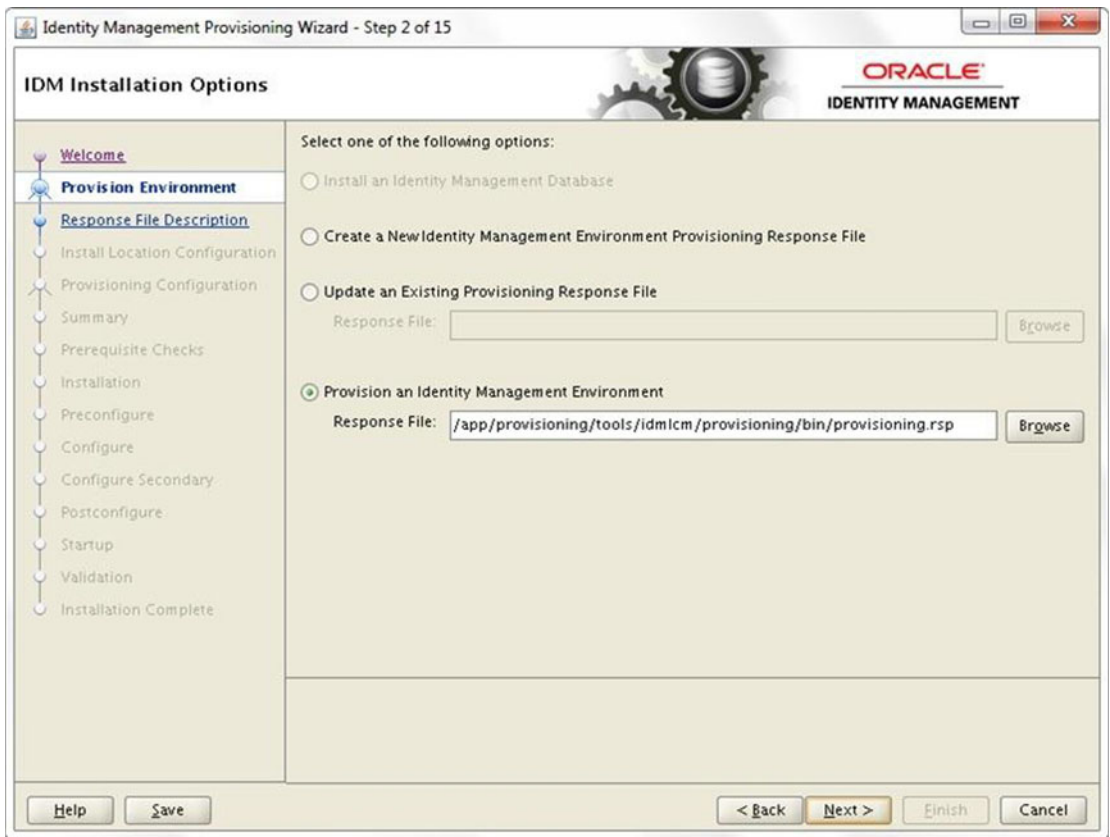 Identity Management Provisioning Wizard - Step 2 of 15
IDM Installation Options
ORACLE
IDENTITY MANAGEMENT
Welcome
Provision Environment
Response File Description
Install Location Configuration
Provisioning Configuration
Summary
Prerequisite Checks
Installation
Preconfigure
Configure
Configure Secondary
Postconfigure
Startup
Validation
Installation Complete
Select one of the following options:
Install an Identity Management Database
Create a New Identity Management Environment Provisioning Response File
Update an Existing Provisioning Response File
Response File:
Browse
Provision an Identity Management Environment
Response File: /app/provisioning/tools/idmlcm/provisioning/bin/provisioning.rsp Browse
Help Save < Back Next > Finish Cancel